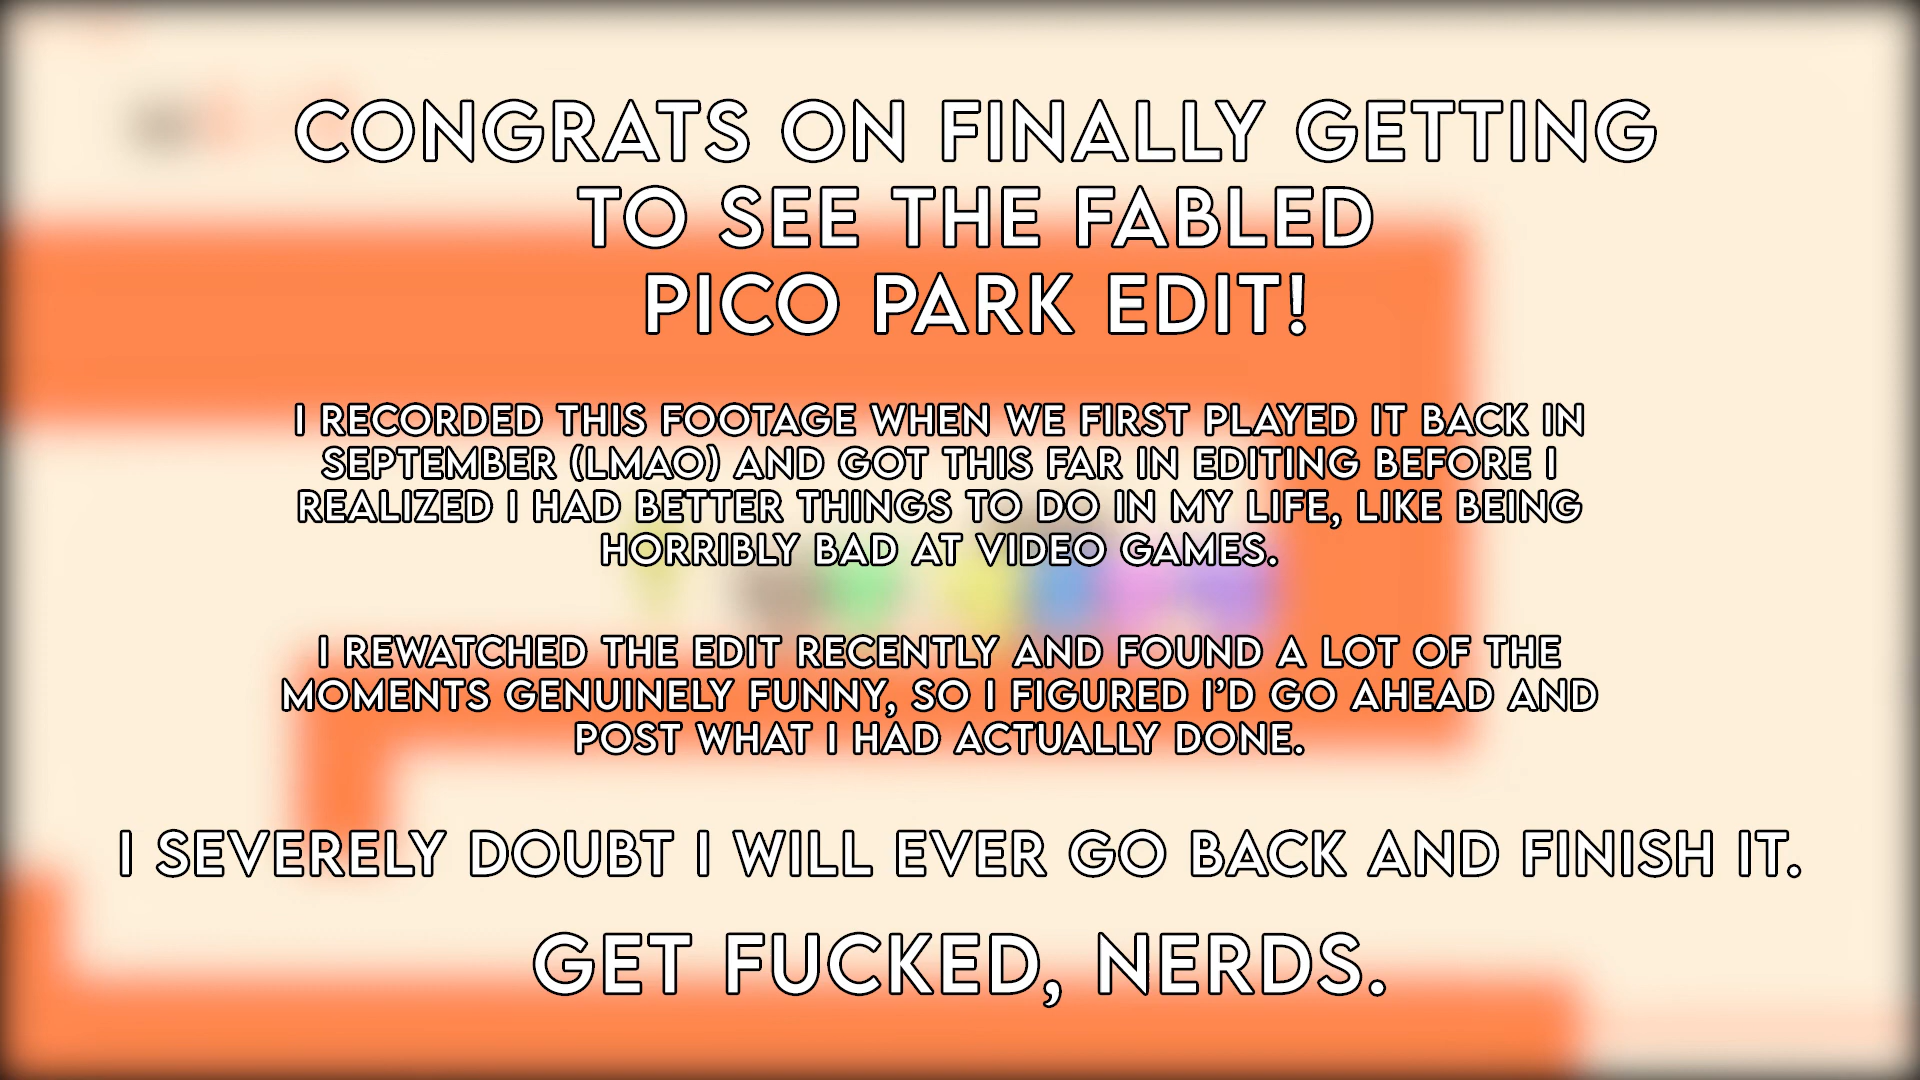 CONGRATS ON FINALLY GETTING
TO SEE THE FABLED
PICO PARK EDIT!
I RECORDED THIS FOOTAGE WHEN WE FIRST PLAYED IT BACK IN
SEPTEMBER (LMAO) AND GOT THIS FAR IN EDITING BEFORE I
REALIZED I HAD BETTER THINGS TO DO IN MY LIFE, LIKE BEING
HORRIBLY BAD AT VIDEO GAMES.
I REWATCHED THE EDIT RECENTLY AND FOUND A LOT OF THE
MOMENTS GENUINELY FUNNY, SO I FIGURED I'D GO AHEAD AND
POST WHAT I HAD ACTUALLY DONE.
I SEVERELY DOUBT I WILL EVER GO BACK AND FINISH IT.
GET FUCKED, NERDS.